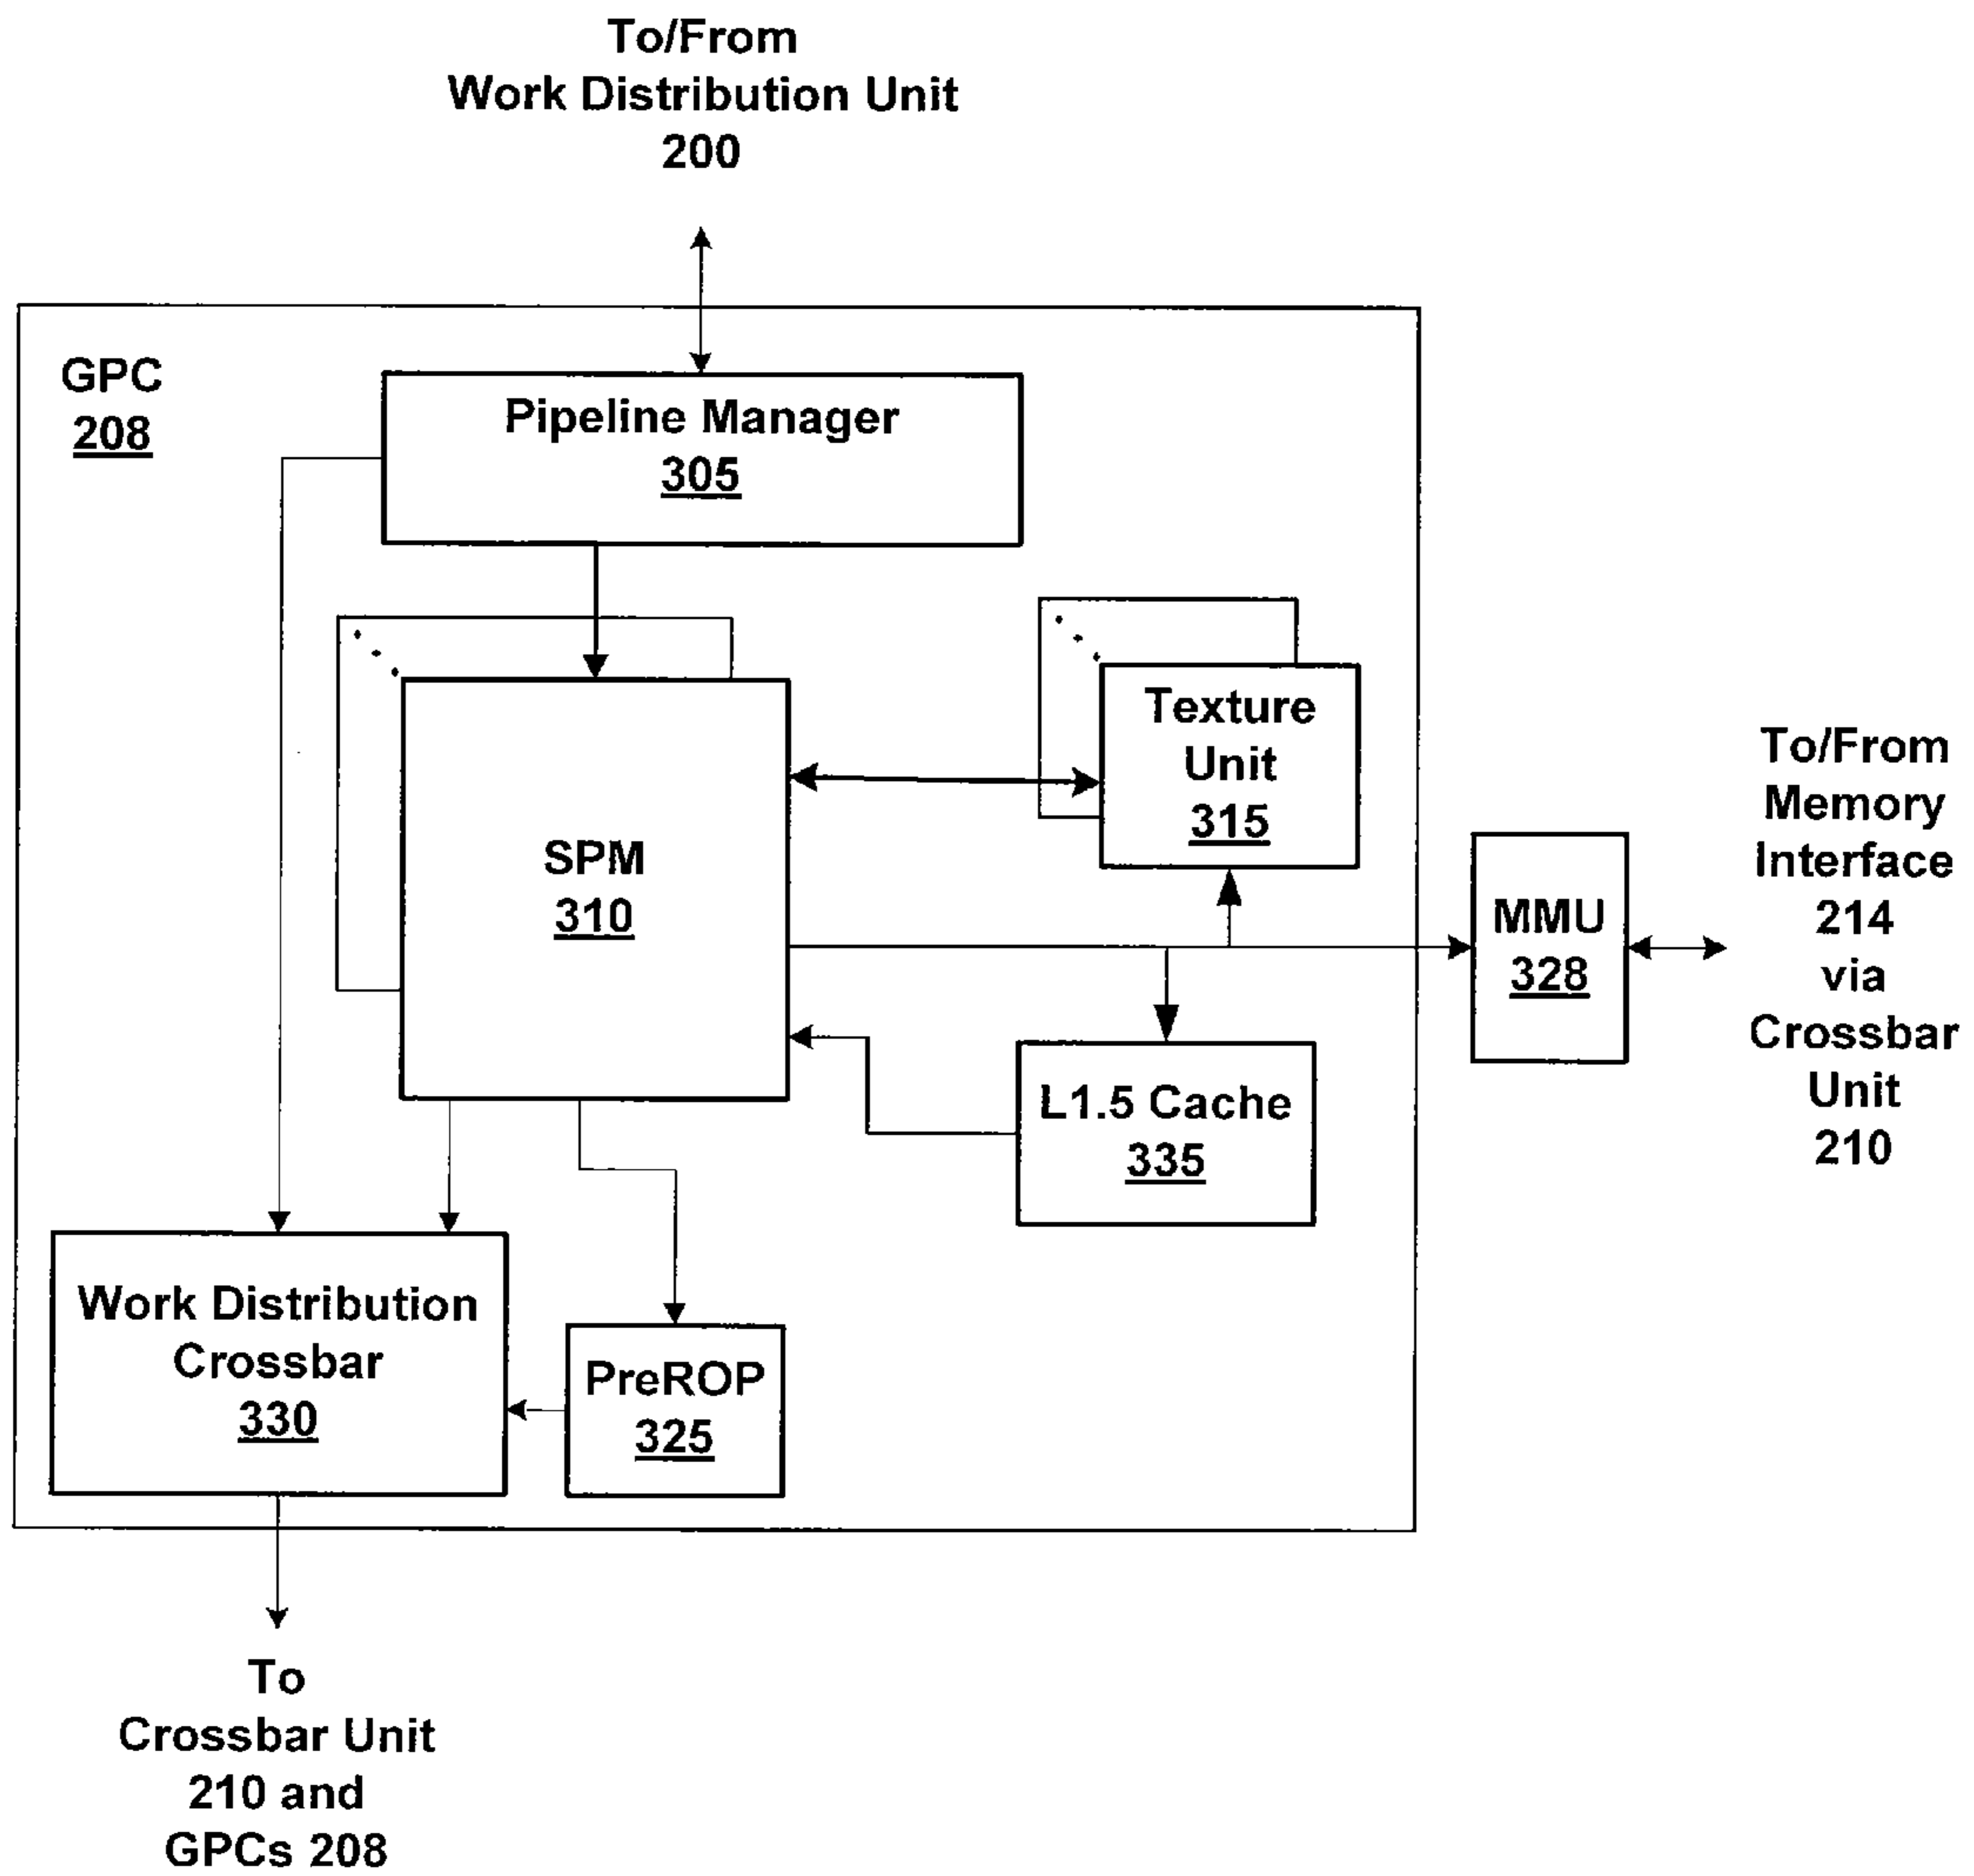 To/From
Work Distribution Unit
200
GPC
208
Pipeline Manager
305
Texture
Unit
315
SPM
310
To/From
Memory
Interface
214
via
Crossbar
Unit
210
MMU
328
L1.5 Cache
335
Work Distribution
Crossbar
330
PreROP
325
To
Crossbar Unit
210 and
GPCs 208